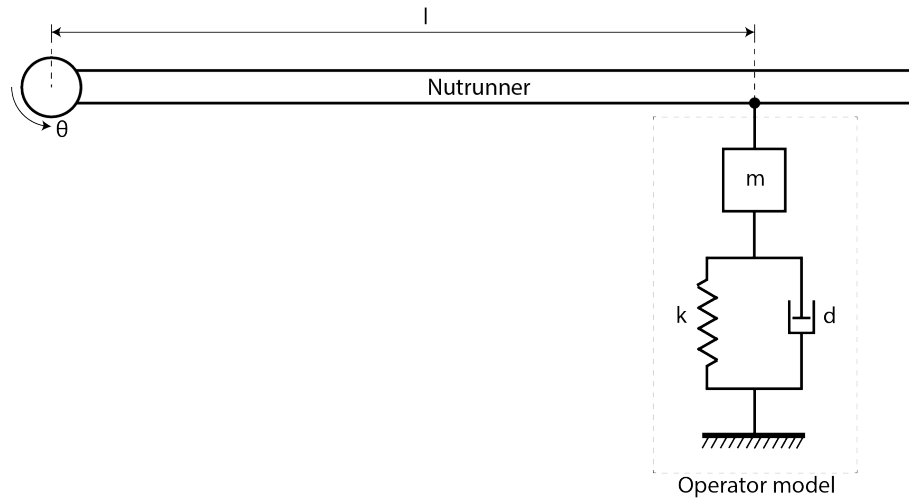 l
Nutrunner
θ
m
k
d
Operator model